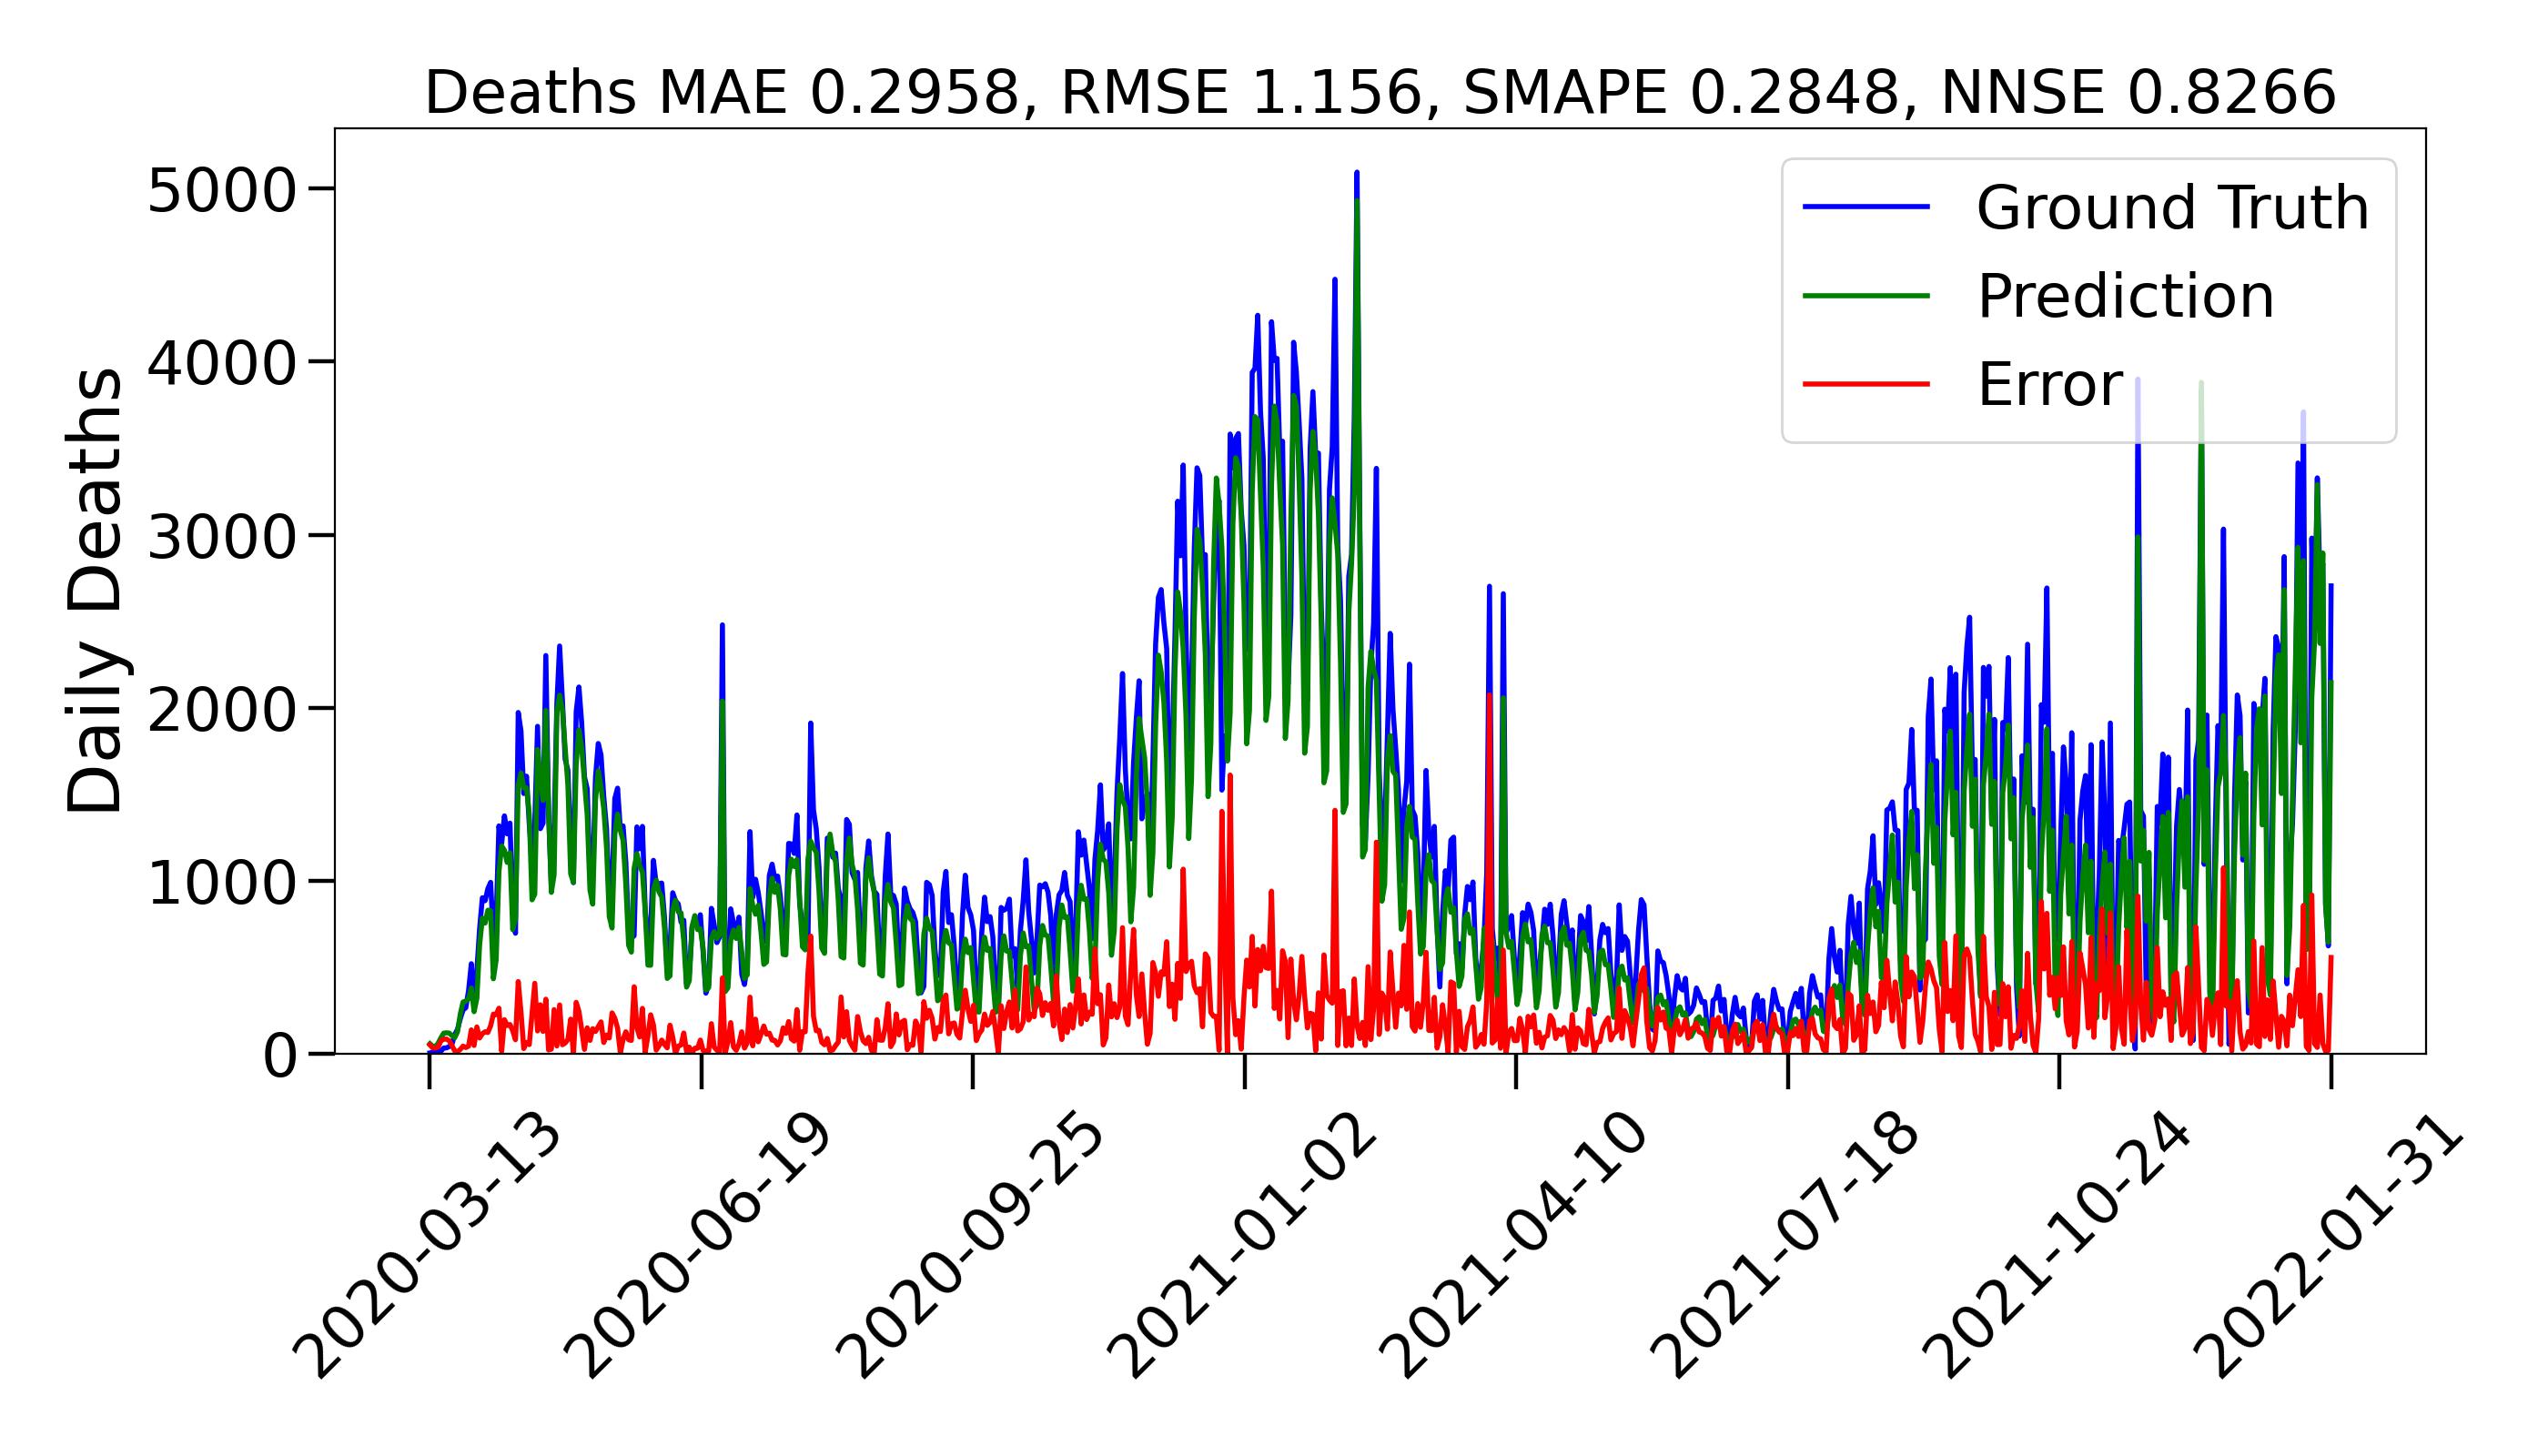 Deaths MAE 0.2958, RMSE 1.156, SMAPE 0.2848, NNSE 0.8266
Daily Deaths
5000
4000
3000
2000
1000
0
Ground Truth
Prediction
Error
2020-03-13
2020-06-19
2020-09-25
2021-01-02
2021-04-10
2021-07-18
2021-10-24
2022-01-31